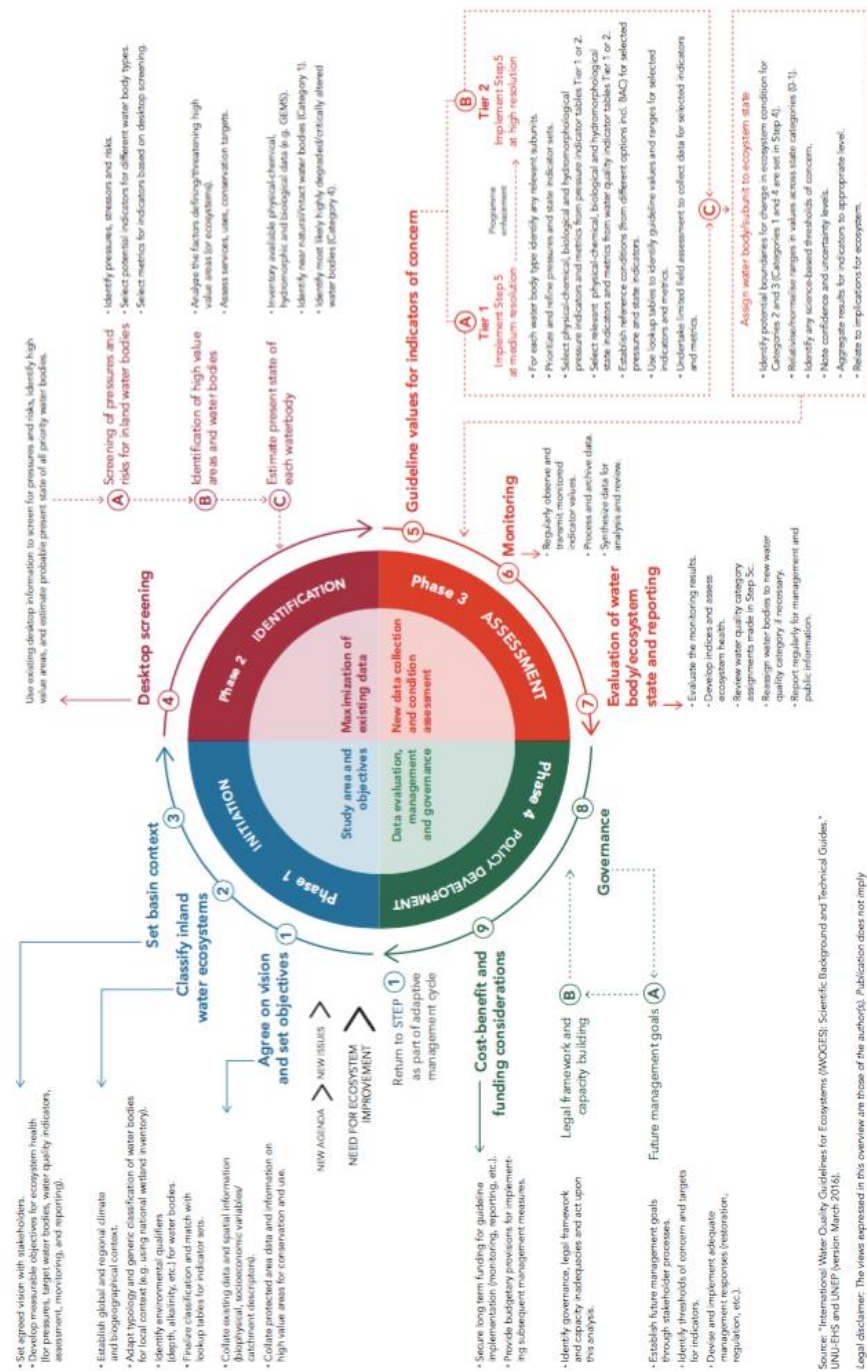 • Set agreed vision with stakeholders.
• Develop measurable objectives for ecosystem health
(for pressures, target water bodies, water quality indicators,
assessment, monitoring, and reporting).
• Establish global and regional climate
and biogeographical context.
• Adapt typology and generic classification of water bodies
for local context (e.g. using national wetland inventory).
• Identify environmental qualifiers
(depth, alkalinity, etc.) for water bodies.
• Finalize classification and match with
lookup tables for indicator sets.
• Collate existing data and spatial information
(biophysical, socioeconomic variables/
catchment description).
• Collate protected area data and information on
high value areas for conservation and use.
Set basin context
Classify inland
water ecosystems
Agree on vision
and set objectives
NEW AGENDA > NEW ISSUES >
NEED FOR ECOSYSTEM
IMPROVEMENT
Return to STEP 1
as part of adaptive
management cycle
1
2
3
Phase 1
INITIATION
Study area and
objectives
Use existing desktop information to screen for pressures and risks, identify high
value areas, and estimate probable present state of all priority water bodies.
4
Desktop screening
Phase 2
IDENTIFICATION
Maximization of
existing data
A
Screening of pressures and
risks for inland water bodies
• Identify pressures, stressors and risks.
• Select potential indicators for different water body types.
• Select metrics for indicators based on desktop screening.
B
Identification of high value
areas and water bodies
• Analyze the factors defining/threatening high
value areas (or ecosystems).
• Assess services, uses, conservation targets.
C
Estimate present state of
each waterbody
• Inventory available physical-chemical,
hydromorphic and biological data (e.g. GEMS).
• Identify near natural/intact water bodies (Category 1).
• Identify most likely highly degraded/critically altered
water bodies (Category 4).
Phase 3
ASSESSMENT
New data collection
and condition
assessment
5
Guideline values for indicators
of concern
A
Tier 1
Implement Step 5
at medium resolution
Programme
enhacement
B
Tier 2
Implement Step 5
at high resolution
• For each water body type identify any relevant subunits.
• Prioritize and refine pressures and state indicator sets.
• Select physical-chemical, biological and hydromorphological
pressure indicators and metrics from pressure indicator tables Tier 1 or 2.
• Select relevant physical-chemical, biological and hydromorphological
state indicators and metrics from water quality indicator tables Tier 1 or 2.
• Establish reference conditions (from different options incl. BAC) for selected
pressure and state indicators.
• Use lookup tables to identify guideline values and ranges for selected
indicators and metrics.
• Undertake limited field assessment to collect data for selected indicators
and metrics.
C
Assign water body/subunit to ecosystem state
• Identify potential boundaries for change in ecosystem condition for
Categories 2 and 3 (Categories 1 and 4 are set in Step 4).
• Relativise/normalise ranges in values across state categories (0-1).
• Identify any science-based thresholds of concern.
• Note confidence and uncertainty levels.
• Aggregate results for indicators to appropriate level.
• Relate to implications for ecosystem.
6
Monitoring
• Regularly observe and
transmit monitored
indicator values.
• Process and archive data.
• Synthesize data for
analysis and review.
7
Evaluation of water
body/ecosystem
state and reporting
• Evaluate the monitoring results.
• Develop indices and assess
ecosystem health.
• Review water quality category
assignments made in Step 5c.
• Reassign water bodies to new water
quality category if necessary.
• Report regularly for management and
public information.
Phase 4
POLICY DEVELOPMENT
Data evaluation,
management
and governance
8
Governance
9
Cost-benefit and
funding considerations
• Secure long term funding for guideline
implementation (monitoring, reporting, etc.).
• Provide budgetary provisions for implement-
ing subsequent management measures.
B
Legal framework and
capacity building
• Identify governance, legal framework
and capacity inadequacies and act upon
this analysis.
A
Future management goals
• Establish future management goals
through stakeholder processes.
• Identify thresholds of concern and targets
for indicators.
• Devise and implement adequate
management responses (restoration,
regulation, etc.).
Source: "International Water Quality Guidelines for Ecosystems (IWQGES): Scientific Background and Technical Guides."
UNU-EHS and UNEP (version March 2016).
Legal disclaimer: The views expressed in this overview are those of the author(s). Publication does not imply